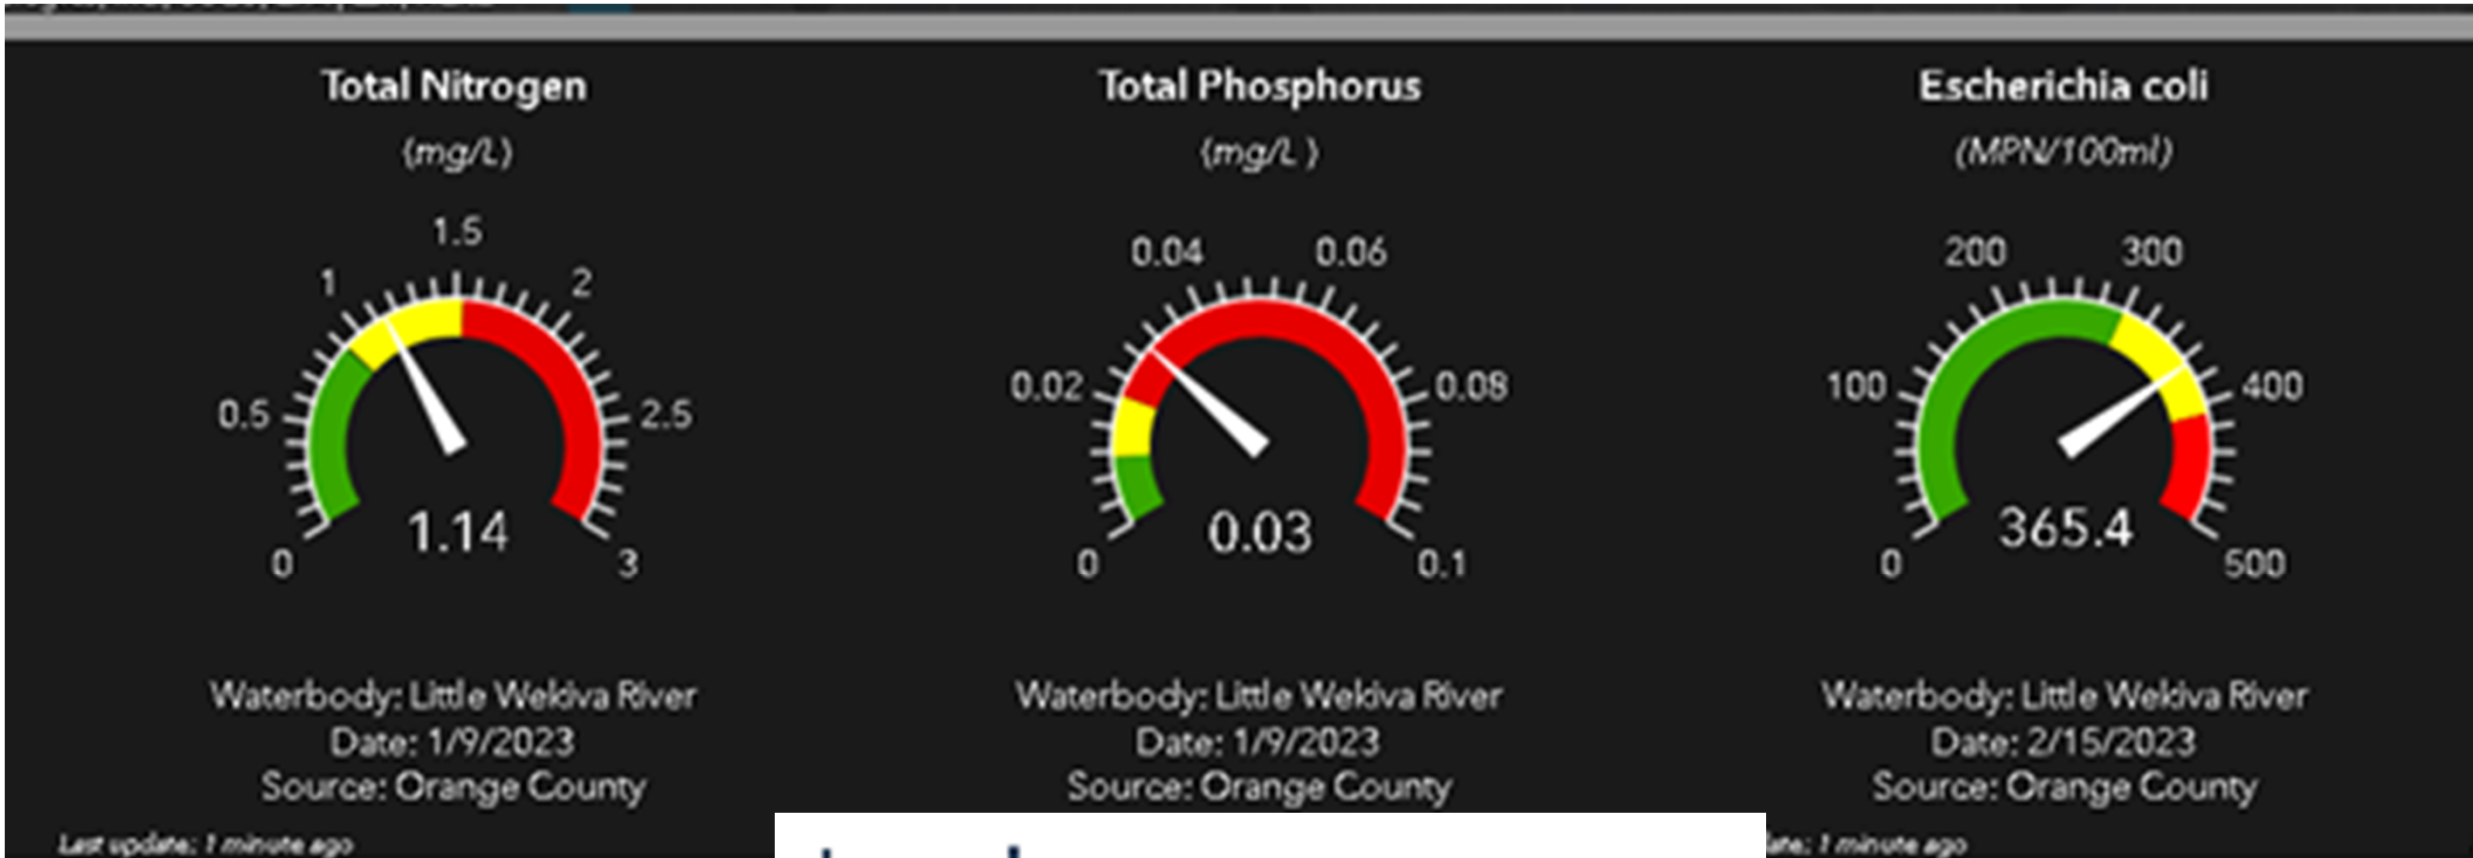 Total Nitrogen
(mg/L)
0
0.5
1
1.5
2
2.5
3
1.14
Waterbody: Little Wekiva River
Date: 1/9/2023
Source: Orange County
Last update: 1 minute ago
Total Phosphorus
(mg/L )
0
0.02
0.04
0.06
0.08
0.1
0.03
Waterbody: Little Wekiva River
Date: 1/9/2023
Source: Orange County
Escherichia coli
(MPN/100ml)
0
100
200
300
400
500
365.4
Waterbody: Little Wekiva River
Date: 2/15/2023
Source: Orange County
1 minute ago